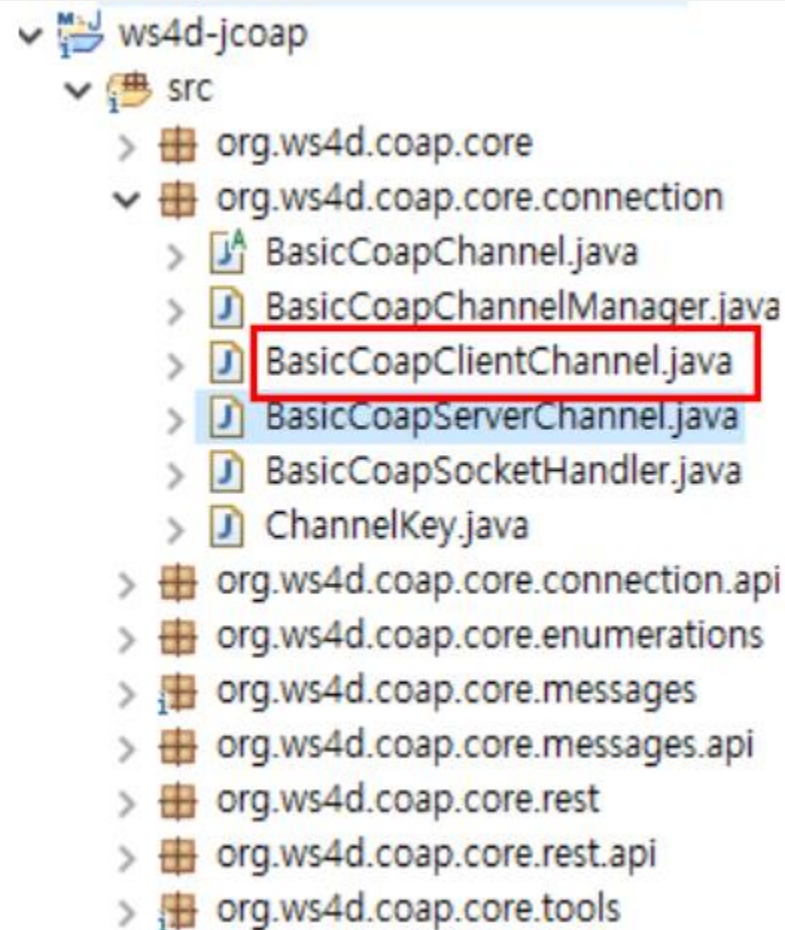 ws4d-jcoap
src
org.ws4d.coap.core
org.ws4d.coap.core.connection
BasicCoapChannel.java
BasicCoapChannelManager.java
BasicCoapClientChannel.java
BasicCoapServerChannel.java
BasicCoapSocketHandler.java
ChannelKey.java
org.ws4d.coap.core.connection.api
org.ws4d.coap.core.enumerations
org.ws4d.coap.core.messages
org.ws4d.coap.core.messages.api
org.ws4d.coap.core.rest
org.ws4d.coap.core.rest.api
org.ws4d.coap.core.tools